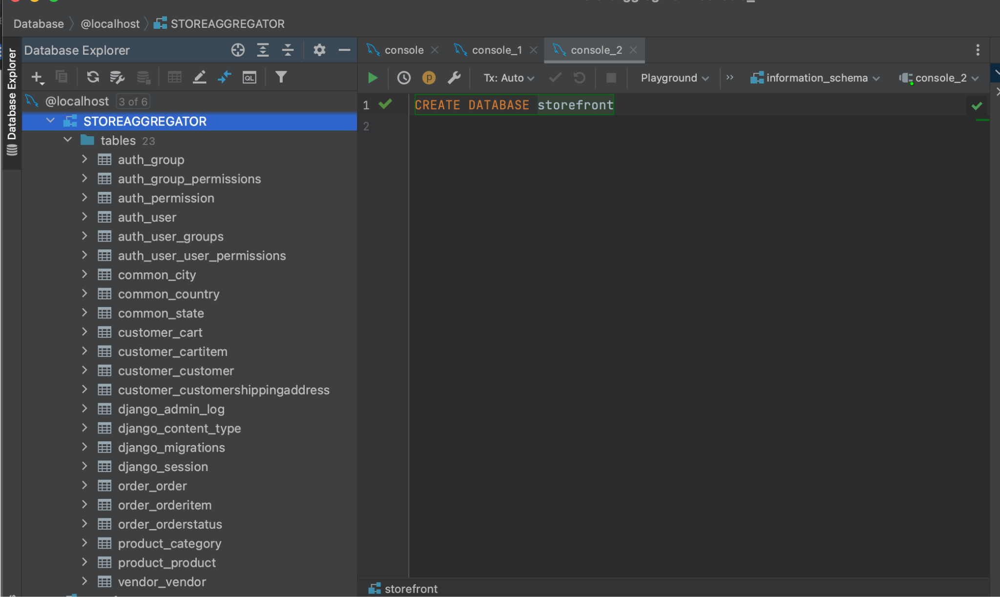 Database @localhost STOREAGGREGATOR
Database Explorer
Database Explorer
console
console_1
console_2
Tx: Auto
Playground
information_schema
console_2
@localhost 3 of 6
STOREAGGREGATOR
tables 23
auth_group
auth_group_permissions
auth_permission
auth_user
auth_user_groups
auth_user_user_permissions
common_city
common_country
common_state
customer_cart
customer_cartitem
customer_customer
customer_customershippingaddress
django_admin_log
django_content_type
django_migrations
django_session
order_order
order_orderitem
order_orderstatus
product_category
product_product
vendor_vendor
1 CREATE DATABASE storefront
2
storefront